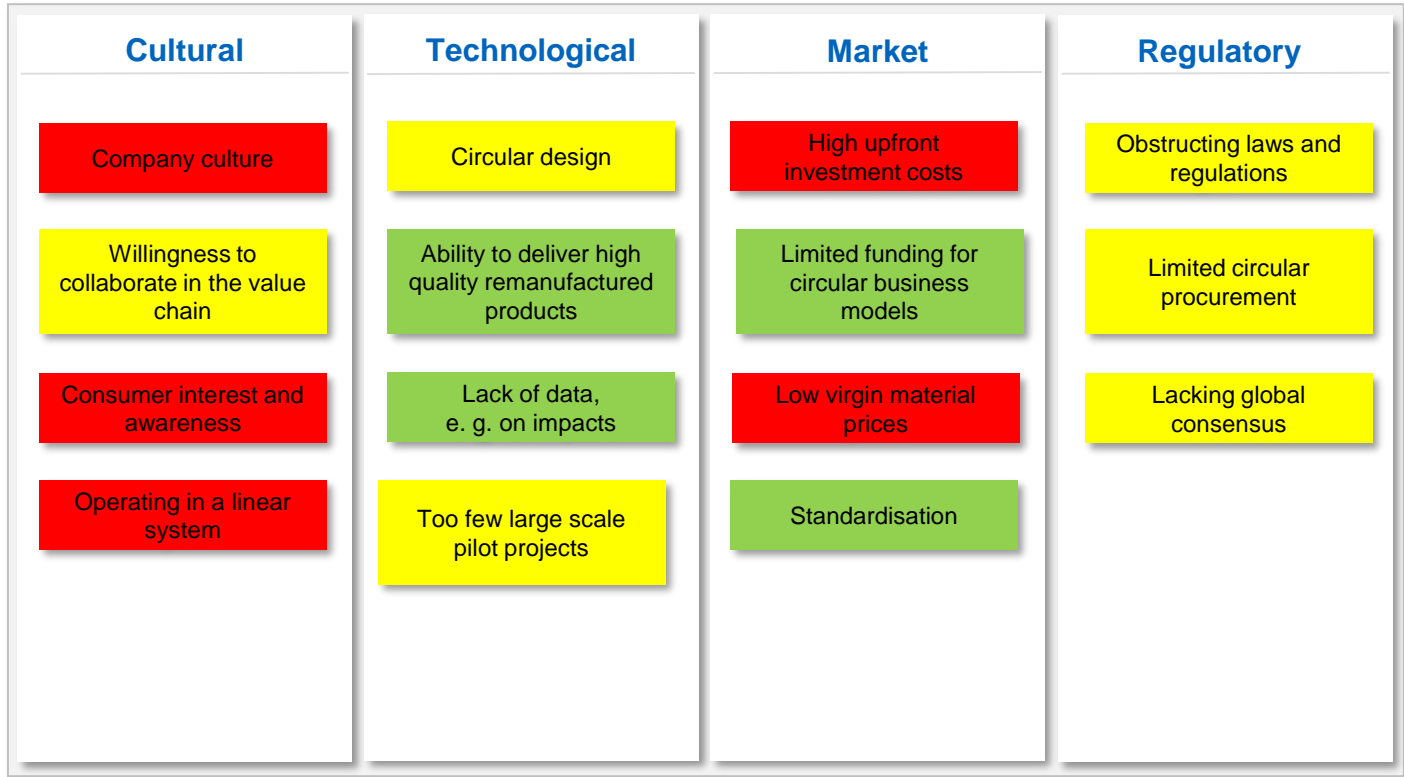 Cultural
Company culture
Willingness to
collaborate in the value
chain
Consumer interest and
awareness
Operating in a linear
system
Technological
Circular design
Ability to deliver high
quality remanufactured
products
Lack of data,
e. g. on impacts
Too few large scale
pilot projects
Market
High upfront
investment costs
Limited funding for
circular business
models
Low virgin material
prices
Standardisation
Regulatory
Obstructing laws and
regulations
Limited circular
procurement
Lacking global
consensus